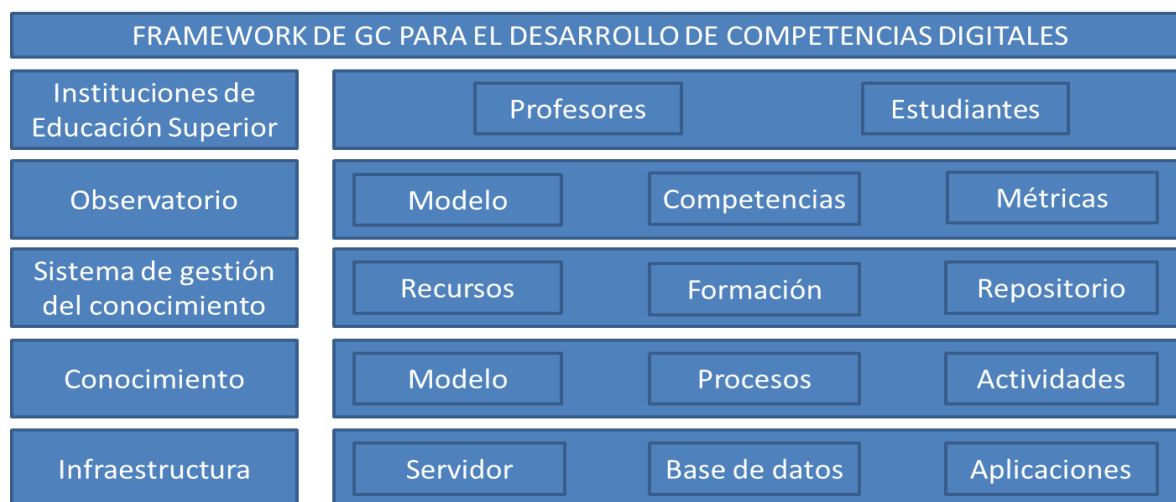 FRAMEWORK DE GC PARA EL DESARROLLO DE COMPETENCIAS DIGITALES
Instituciones de
Educación Superior
Profesores
Estudiantes
Observatorio
Modelo
Competencias
Métricas
Sistema de gestión
del conocimiento
Recursos
Formación
Repositorio
Conocimiento
Modelo
Procesos
Actividades
Infraestructura
Servidor
Base de datos
Aplicaciones